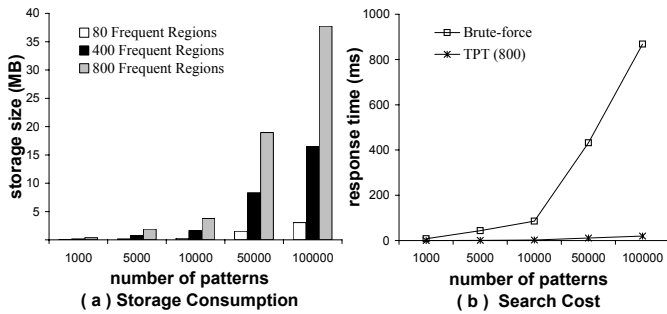 storage size (MB)
40
35
30
25
20
15
10
5
80 Frequent Regions
400 Frequent Regions
800 Frequent Regions
1000 5000 10000 50000 100000
number of patterns
( a ) Storage Consumption
response time (ms)
1000
800
600
400
200
0
Brute-force
TPT (800)
1000 5000 10000 50000 100000
number of patterns
( b ) Search Cost